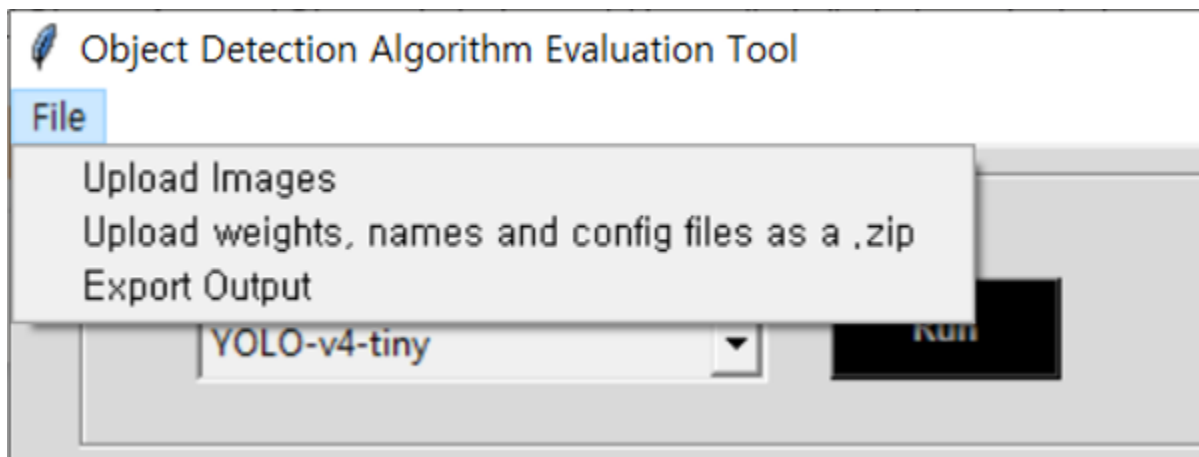 Object Detection Algorithm Evaluation Tool
File
Upload Images
Upload weights, names and config files as a .zip
Export Output
YOLO-v4-tiny
Run